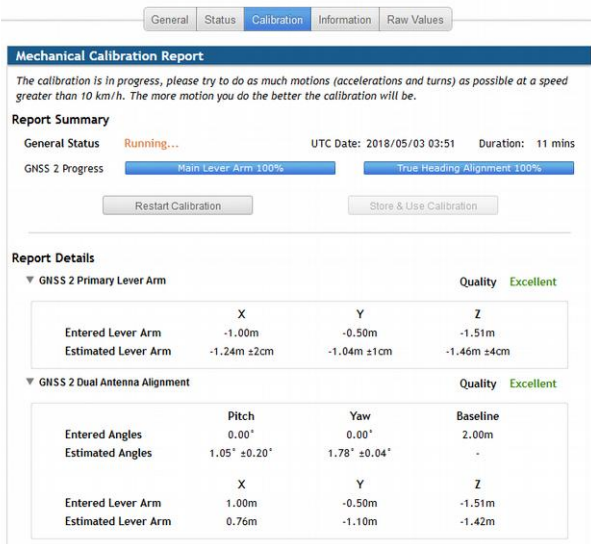 General Status Calibration Information Raw Values
Mechanical Calibration Report
The calibration is in progress, please try to do as much motions (accelerations and turns) as possible at a speed
greater than 10 km/h. The more motion you do the better the calibration will be.
Report Summary
General Status Running... UTC Date: 2018/05/03 03:51 Duration: 11 mins
GNSS 2 Progress Main Lever Arm 100% True Heading Alignment 100%
Restart Calibration Store & Use Calibration
Report Details
GNSS 2 Primary Lever Arm Quality Excellent
X Y Z
Entered Lever Arm -1.00m -0.50m -1.51m
Estimated Lever Arm -1.24m ±2cm -1.04m ±1cm -1.46m ±4cm
GNSS 2 Dual Antenna Alignment Quality Excellent
Pitch Yaw Baseline
Entered Angles 0.00° 0.00° 2.00m
Estimated Angles 1.05° ±0.20° 1.78° ±0.04° -
X Y Z
Entered Lever Arm 1.00m -0.50m -1.51m
Estimated Lever Arm 0.76m -1.10m -1.42m